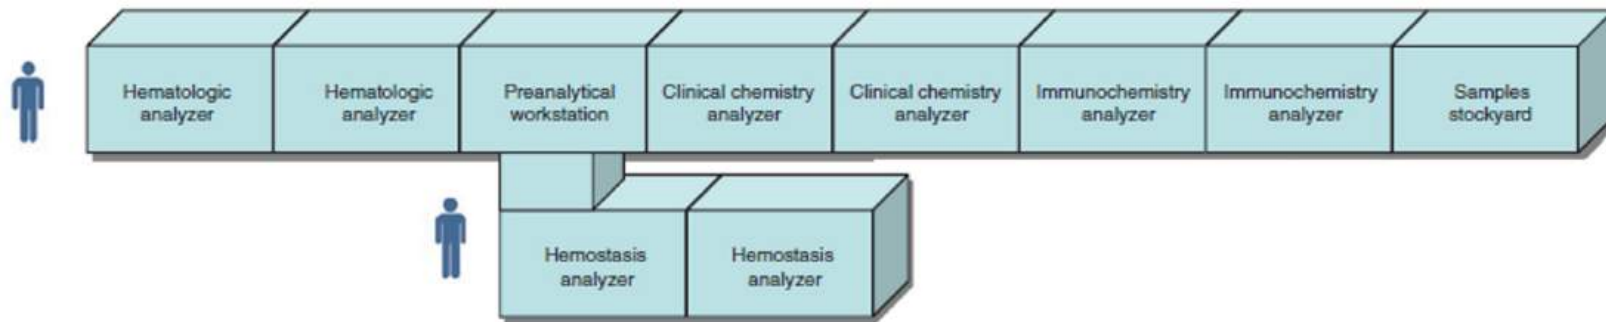 Hematologic
analyzer
Hematologic
analyzer
Preanalytical
workstation
Clinical chemistry
analyzer
Clinical chemistry
analyzer
Immunochemistry
analyzer
Immunochemistry
analyzer
Samples
stockyard
Hemostasis
analyzer
Hemostasis
analyzer